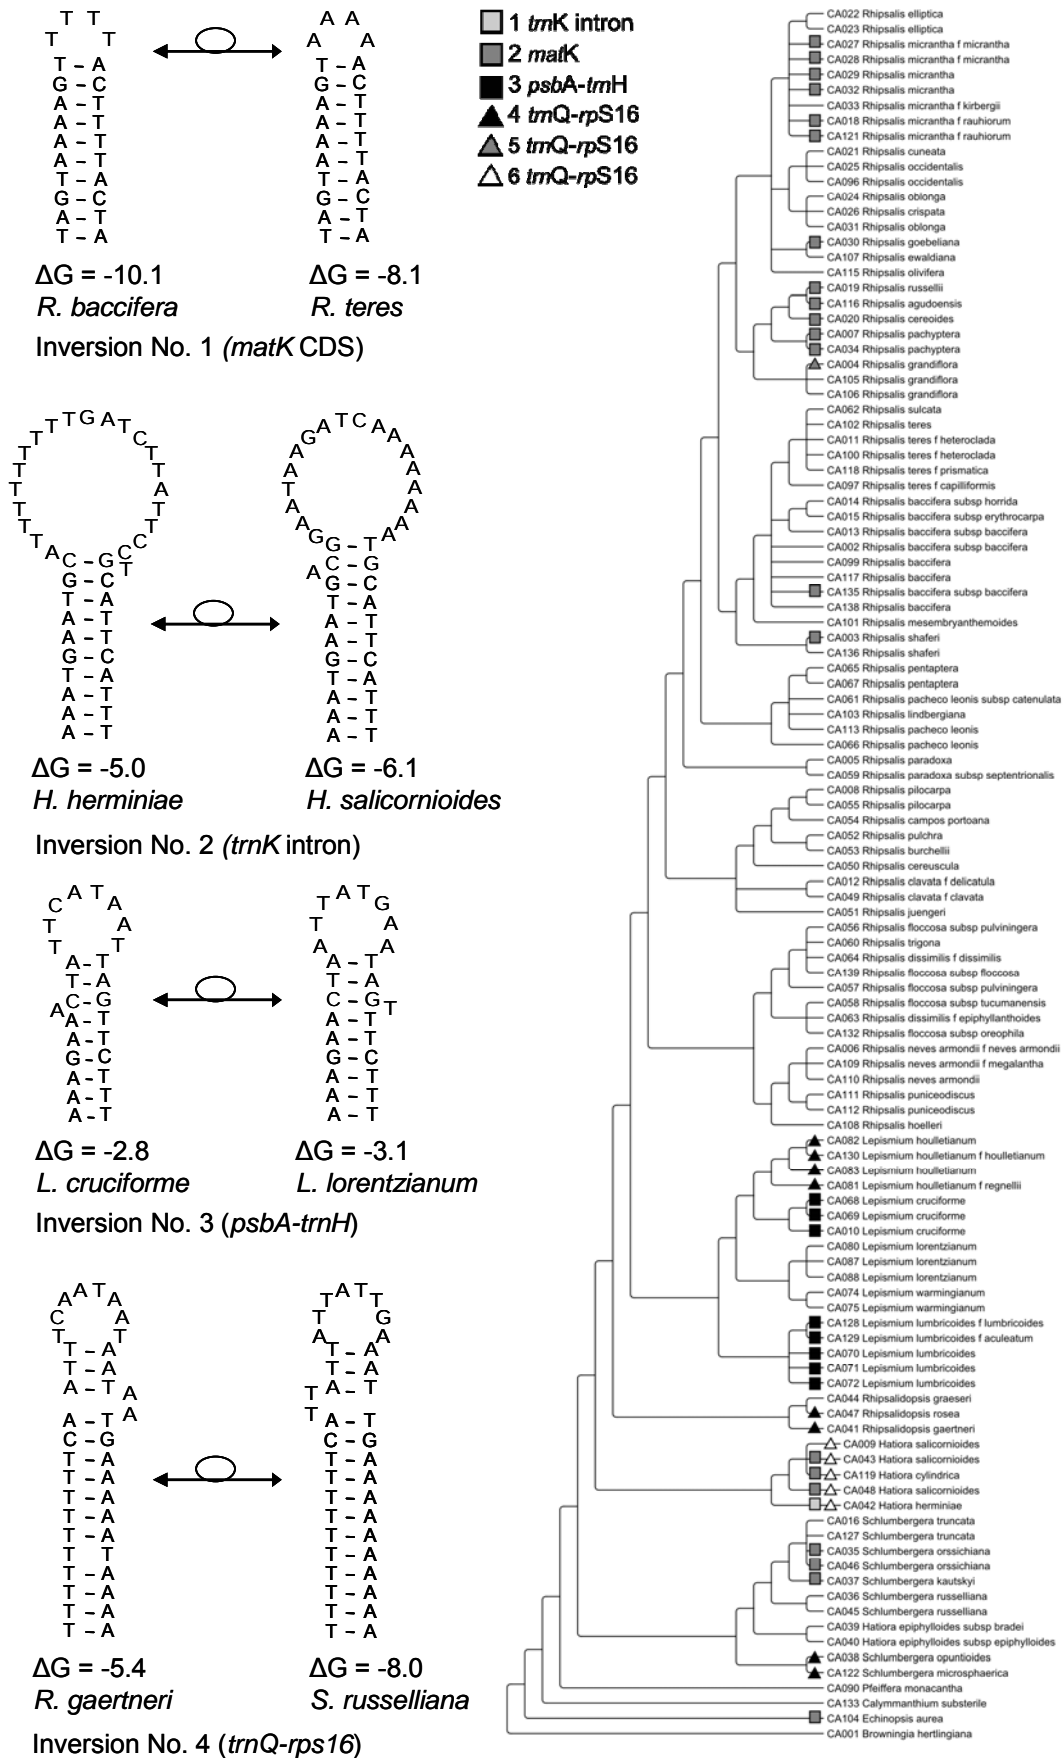 T T
T T
T – A
G – C
A – T
A – T
A – T
A – T
T – A
G – C
A – T
T – A
ΔG = -10.1
R. baccifera
A A
A A
T – A
G – C
A – T
A – T
A – T
A – T
T – A
G – C
A – T
T – A
ΔG = -8.1
R. teres
Inversion No. 1 (matK CDS)
A T T T T T T T T T T G A T C T T A T T C C T
C – G
G – C
T – A
A – T
A – T
G – C
T – A
A – T
A – T
A – T
ΔG = -5.0
H. herminiae
G A A T A A G A T C A A A A A A A A
G – T
C – G
A G – C
T – A
A – T
A – T
G – C
T – A
A – T
A – T
A – T
ΔG = -6.1
H. salicornioides
Inversion No. 2 (trnK intron)
T T C A T A A T
A – T
T – A
A C – G
A – T
A – T
G – C
A – T
A – T
A – T
ΔG = -2.8
L. cruciforme
A T T A T G A A
A – T
T – A
C – G T
A – T
A – T
G – C
A – T
A – T
A – T
ΔG = -3.1
L. lorentzianum
Inversion No. 3 (psbA-trnH)
T C A A T A A T
T – A
T – A
A – T A
A
A – T
C – G
T – A
T – A
T – A
T – A
T – A
T – T
T – A
T – A
T – A
T – A
ΔG = -5.4
R. gaertneri
A T T A T T G A
T – A
T – A
T A – T
T
A – T
C – G
T – A
T – A
T – A
T – A
T – A
T – A
T – A
T – A
T – A
T – A
ΔG = -8.0
S. russelliana
Inversion No. 4 (trnQ-rps16)
1 trnK intron
2 matK
3 psbA-trnH
4 trnQ-rpS16
5 trnQ-rpS16
6 trnQ-rpS16
CA022 Rhipsalis elliptica
CA023 Rhipsalis elliptica
CA027 Rhipsalis micrantha f micrantha
CA028 Rhipsalis micrantha f micrantha
CA029 Rhipsalis micrantha
CA032 Rhipsalis micrantha
CA033 Rhipsalis micrantha f kirbergii
CA018 Rhipsalis micrantha f rauhiorum
CA121 Rhipsalis micrantha f rauhiorum
CA021 Rhipsalis cuneata
CA025 Rhipsalis occidentalis
CA096 Rhipsalis occidentalis
CA024 Rhipsalis oblonga
CA026 Rhipsalis crispata
CA031 Rhipsalis oblonga
CA030 Rhipsalis goebeliana
CA107 Rhipsalis ewaldiana
CA115 Rhipsalis olivifera
CA019 Rhipsalis russellii
CA116 Rhipsalis agudoensis
CA020 Rhipsalis cereoides
CA007 Rhipsalis pachyptera
CA034 Rhipsalis pachyptera
CA004 Rhipsalis grandiflora
CA105 Rhipsalis grandiflora
CA106 Rhipsalis grandiflora
CA062 Rhipsalis sulcata
CA102 Rhipsalis teres
CA011 Rhipsalis teres f heteroclada
CA100 Rhipsalis teres f heteroclada
CA118 Rhipsalis teres f prismatica
CA097 Rhipsalis teres f capilliformis
CA014 Rhipsalis baccifera subsp horrida
CA015 Rhipsalis baccifera subsp erythrocarpa
CA013 Rhipsalis baccifera subsp baccifera
CA002 Rhipsalis baccifera subsp baccifera
CA099 Rhipsalis baccifera
CA117 Rhipsalis baccifera
CA135 Rhipsalis baccifera subsp baccifera
CA138 Rhipsalis baccifera
CA101 Rhipsalis mesembryanthemoides
CA003 Rhipsalis shaferi
CA136 Rhipsalis shaferi
CA065 Rhipsalis pentaptera
CA067 Rhipsalis pentaptera
CA061 Rhipsalis pacheco leonis subsp catenulata
CA103 Rhipsalis lindbergiana
CA113 Rhipsalis pacheco leonis
CA066 Rhipsalis pacheco leonis
CA005 Rhipsalis paradoxa
CA059 Rhipsalis paradoxa subsp septentrionalis
CA008 Rhipsalis pilocarpa
CA055 Rhipsalis pilocarpa
CA054 Rhipsalis campos portoana
CA052 Rhipsalis pulchra
CA053 Rhipsalis burchellii
CA050 Rhipsalis cereuscula
CA012 Rhipsalis clavata f delicatula
CA049 Rhipsalis clavata f clavata
CA051 Rhipsalis juengeri
CA056 Rhipsalis floccosa subsp pulviningera
CA060 Rhipsalis trigona
CA064 Rhipsalis dissimilis f dissimilis
CA139 Rhipsalis floccosa subsp floccosa
CA057 Rhipsalis floccosa subsp pulviningera
CA058 Rhipsalis floccosa subsp tucumanensis
CA063 Rhipsalis dissimilis f epiphyllanthoides
CA132 Rhipsalis floccosa subsp oreophila
CA006 Rhipsalis neves armondii f neves armondii
CA109 Rhipsalis neves armondii f megalantha
CA110 Rhipsalis neves armondii
CA111 Rhipsalis puniceodiscus
CA112 Rhipsalis puniceodiscus
CA108 Rhipsalis hoelleri
CA082 Lepismium houlletianum
CA130 Lepismium houlletianum f houlletianum
CA083 Lepismium houlletianum
CA081 Lepismium houlletianum f regnellii
CA068 Lepismium cruciforme
CA069 Lepismium cruciforme
CA010 Lepismium cruciforme
CA080 Lepismium lorentzianum
CA087 Lepismium lorentzianum
CA088 Lepismium lorentzianum
CA074 Lepismium warmingianum
CA075 Lepismium warmingianum
CA128 Lepismium lumbricoides f lumbricoides
CA129 Lepismium lumbricoides f aculeatum
CA070 Lepismium lumbricoides
CA071 Lepismium lumbricoides
CA072 Lepismium lumbricoides
CA044 Rhipsalidopsis graeseri
CA047 Rhipsalidopsis rosea
CA041 Rhipsalidopsis gaertneri
CA009 Hatiora salicornioides
CA043 Hatiora salicornioides
CA119 Hatiora cylindrica
CA048 Hatiora salicornioides
CA042 Hatiora herminiae
CA016 Schlumbergera truncata
CA127 Schlumbergera truncata
CA035 Schlumbergera orssichiana
CA046 Schlumbergera orssichiana
CA037 Schlumbergera kautskyi
CA036 Schlumbergera russelliana
CA045 Schlumbergera russelliana
CA039 Hatiora epiphylloides subsp bradei
CA040 Hatiora epiphylloides subsp epiphylloides
CA038 Schlumbergera opuntioides
CA122 Schlumbergera microsphaerica
CA090 Pfeiffera monacantha
CA133 Calymmanthium substerile
CA104 Echinopsis aurea
CA001 Browningia hertlingiana